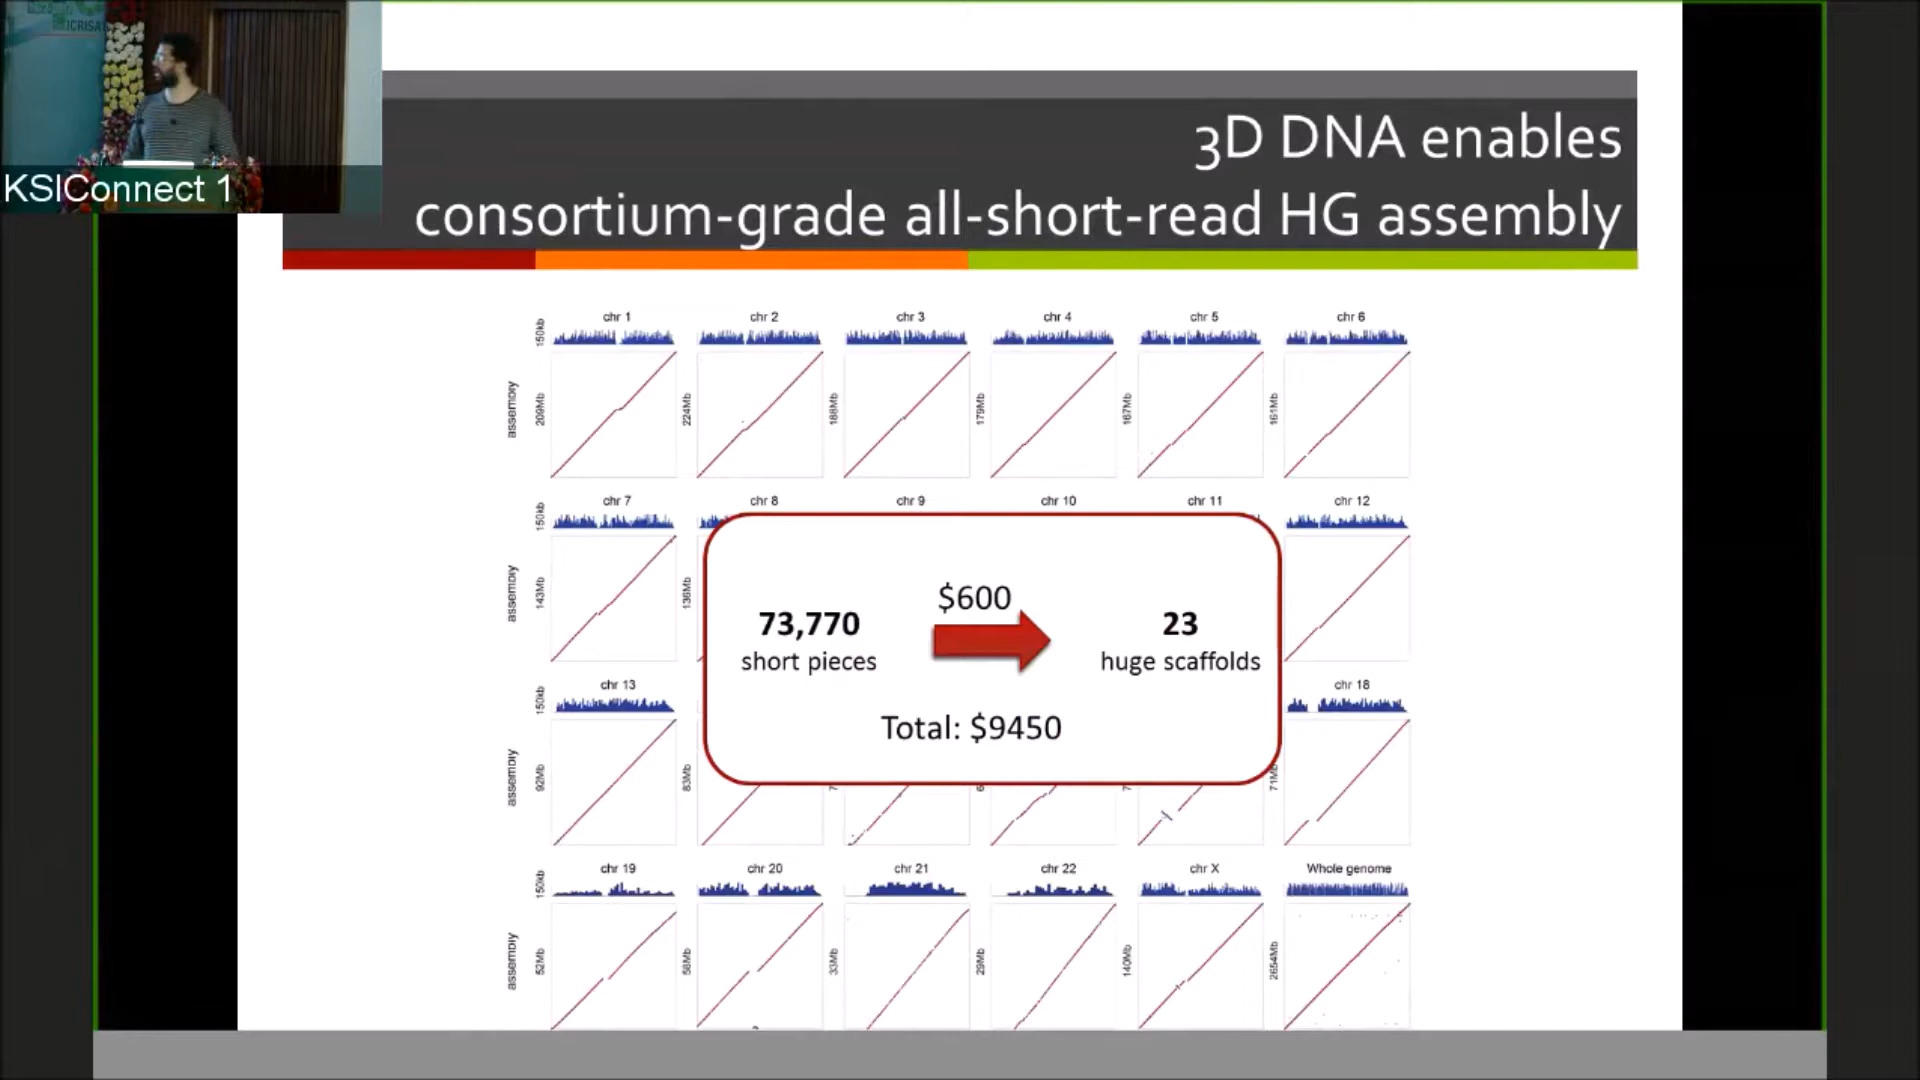 ICRISAT
KSIConnect 1
3D DNA enables
consortium-grade all-short-read HG assembly
chr 1 chr 2 chr 3 chr 4 chr 5 chr 6
150kb
assembly 209Mb 224Mb 188Mb 179Mb 167Mb 161Mb
chr 7 chr 8 chr 9 chr 10 chr 11 chr 12
150kb
assembly 143Mb 136Mb
$600
73,770 23
short pieces huge scaffolds
Total: $9450
chr 13 chr 18
150kb
assembly 92Mb 83Mb 71Mb
chr 19 chr 20 chr 21 chr 22 chr X Whole genome
150kb
assembly 52Mb 58Mb 33Mb 29Mb 140Mb 2654Mb